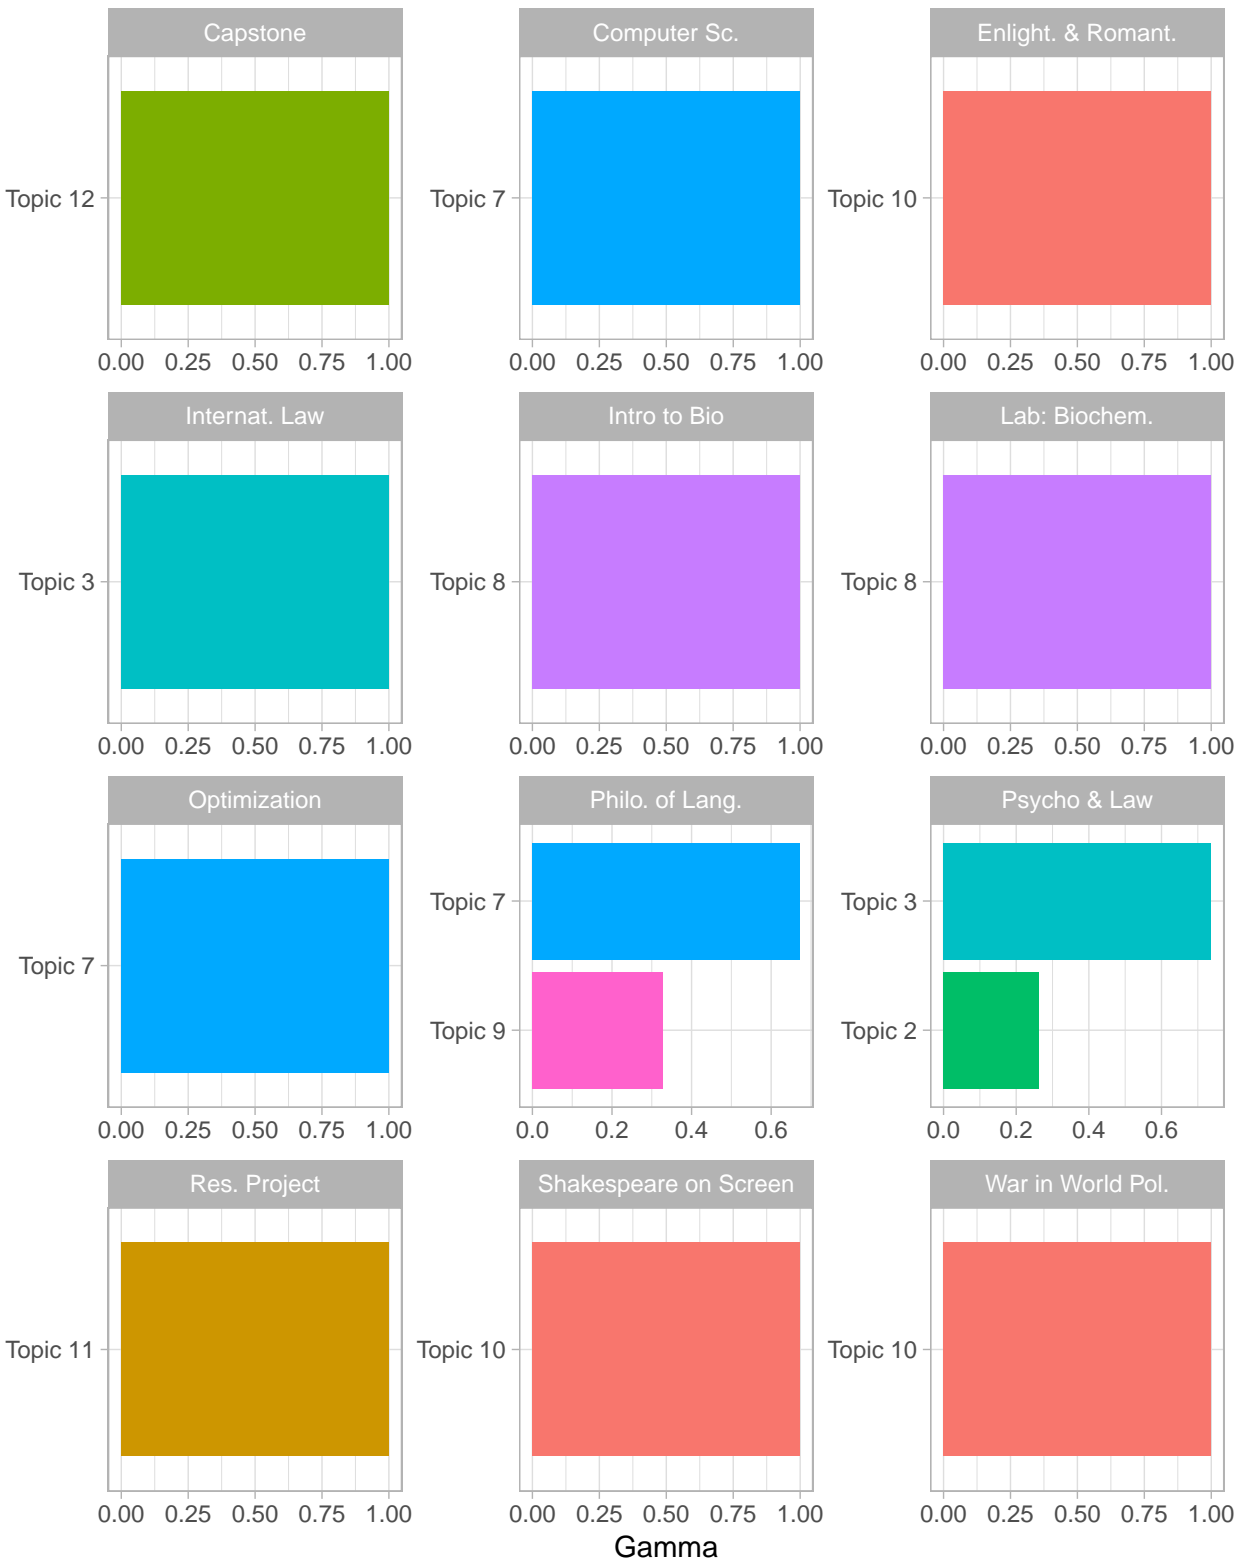 Capstone
Computer Sc.
Enlight. & Romant.
Topic 12
Topic 7
Topic 10
0.00 0.25 0.50 0.75 1.00
0.00 0.25 0.50 0.75 1.00
0.00 0.25 0.50 0.75 1.00
Internat. Law
Intro to Bio
Lab: Biochem.
Topic 3
Topic 8
Topic 8
0.00 0.25 0.50 0.75 1.00
0.00 0.25 0.50 0.75 1.00
0.00 0.25 0.50 0.75 1.00
Optimization
Philo. of Lang.
Psycho & Law
Topic 7
Topic 7
Topic 9
Topic 3
Topic 2
0.00 0.25 0.50 0.75 1.00
0.0 0.2 0.4 0.6
0.0 0.2 0.4 0.6
Res. Project
Shakespeare on Screen
War in World Pol.
Topic 11
Topic 10
Topic 10
0.00 0.25 0.50 0.75 1.00
0.00 0.25 0.50 0.75 1.00
0.00 0.25 0.50 0.75 1.00
Gamma